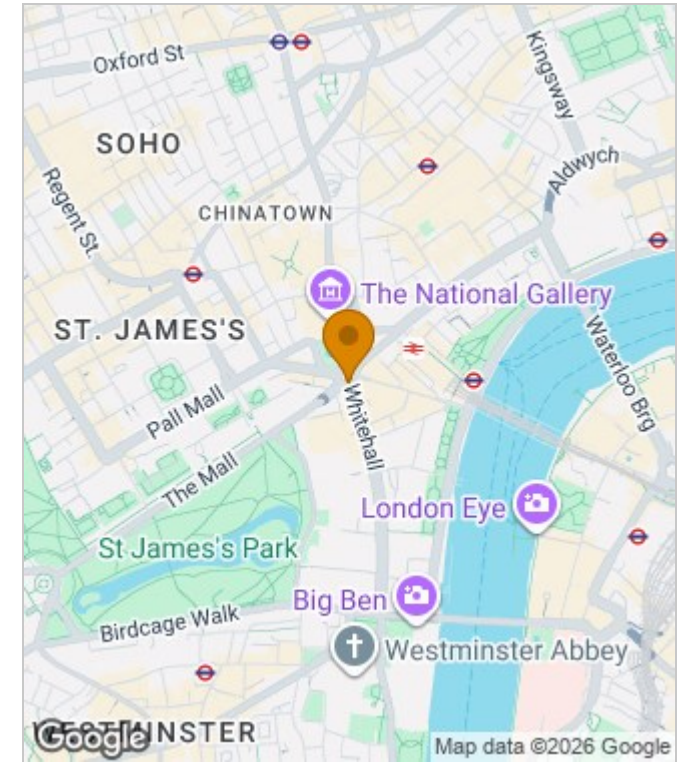 Oxford St
Kingsway
SOHO
Aldwych
Regent St.
CHINATOWN
The National Gallery
ST. JAMES'S
Waterloo Brg
Pall Mall
Whitehall
The Mall
London Eye
St James's Park
Big Ben
Birdcage Walk
Westminster Abbey
WESTMINSTER
Google
Map data ©2026 Google